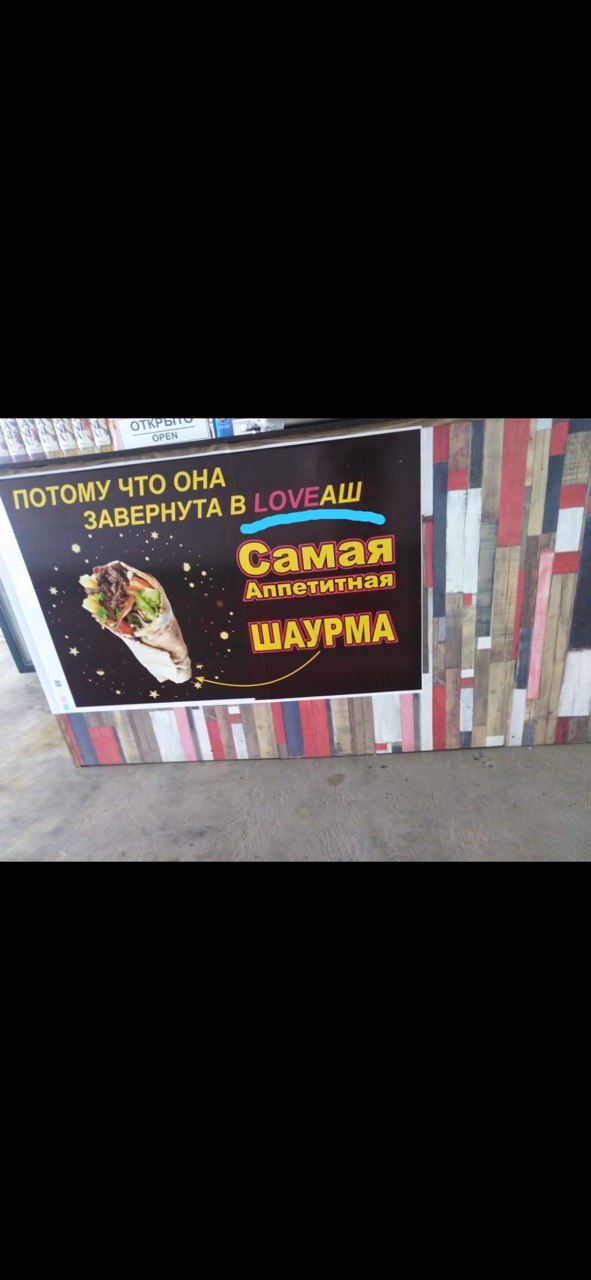 ОТКРЫТО
OPEN
ПОТОМУ ЧТО ОНА
ЗАВЕРНУТА В LOVEАШ
Самая
Аппетитная
ШАУРМА